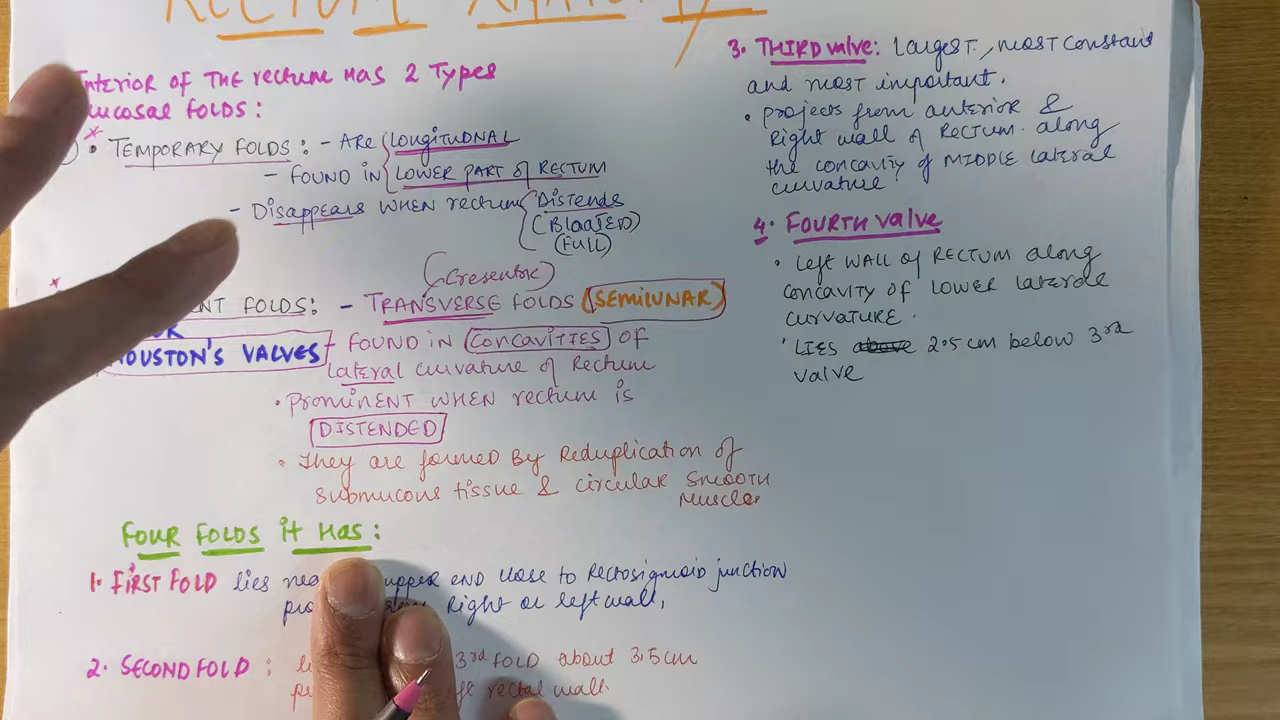 RECTUM ANATOMY
Interior of THE rectum Has 2 Types
mucosal FOLDS:
* • TEMPORARY FOLDS: - ARE LONGITUDNAL
- FOUND IN LOWER PART OF RECTUM
- Disappears WHEN rectum Distends
(BLOATED)
(FULL)
(Cresentric)
FOLDS: - TRANSVERSE FOLDS (SEMILUNAR)
HOUSTON'S VALVES - FOUND IN CONCAVITIES OF
lateral curvature of Rectum
• Prominent WHEN rectum is
DISTENDED
• They are formed By Reduplication of
submucous tissue & circular smooth
Muscle.
FOUR FOLDS it Has:
1. FIRST FOLD lies upper end close to Rectosigmoid junction
Right or left wall,
2. SECOND FOLD: 3rd FOLD about 3.5cm
rectal wall.
3. THIRD valve: Largest, most constant
and most important.
• projects from anterior &
Right wall of Rectum along
the concavity of MIDDLE lateral
curvature.
4. FOURTH valve
• left WALL of RECTUM along
concavity of LOWER laterale
curvature.
• LIES above 2.5 cm below 3rd
valve